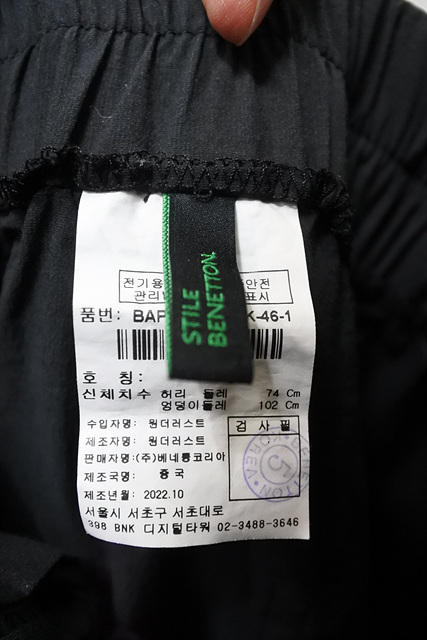 STILE
BENETTON.
전기용 안전
관리 표시
품번: BAP K-46-1
호 칭:
신체치수 허리 둘레 74 Cm
엉덩이둘레 102 Cm
수입자명: 원더러스트
제조자명: 원더러스트
판매자명: (주)베네통코리아
제조국명: 중국
제조년월: 2022.10
검 사 필
KOREA
5
서울시 서초구 서초대로
398 BNK 디지털타워 02-3488-3646